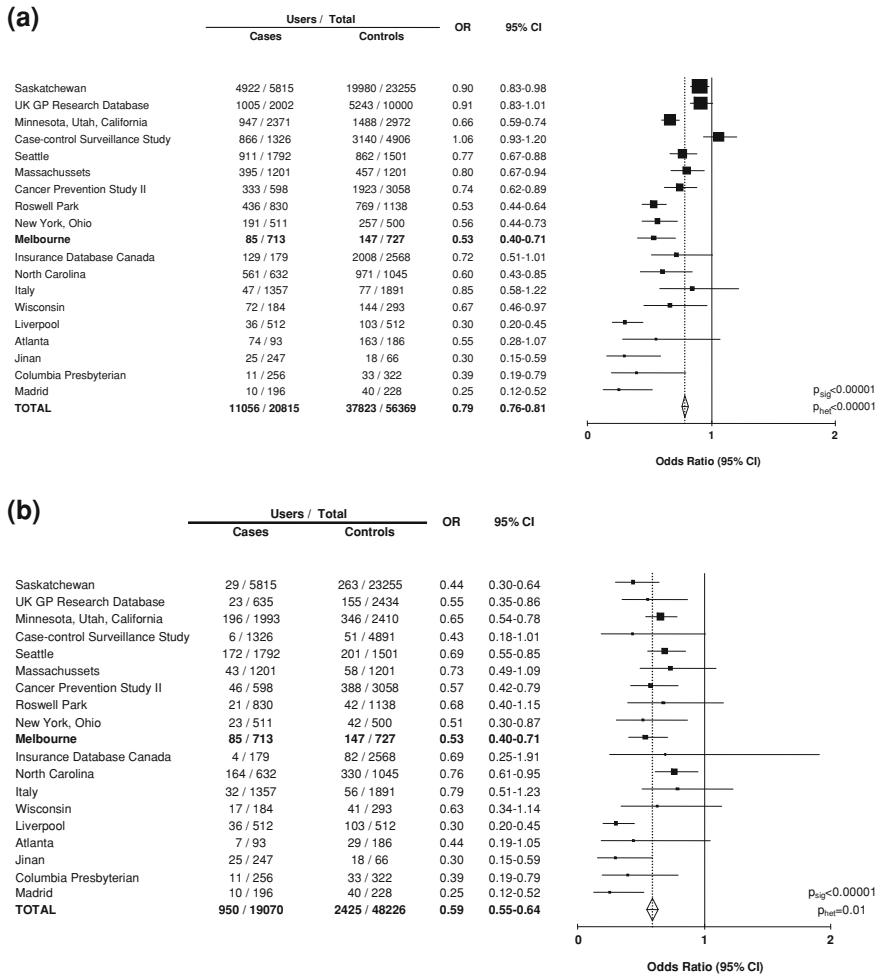 (a)
Users / Total
Cases Controls OR 95% CI
Saskatchewan 4922 / 5815 19980 / 23255 0.90 0.83-0.98
UK GP Research Database 1005 / 2002 5243 / 10000 0.91 0.83-1.01
Minnesota, Utah, California 947 / 2371 1488 / 2972 0.66 0.59-0.74
Case-control Surveillance Study 866 / 1326 3140 / 4906 1.06 0.93-1.20
Seattle 911 / 1792 862 / 1501 0.77 0.67-0.88
Massachussets 395 / 1201 457 / 1201 0.80 0.67-0.94
Cancer Prevention Study II 333 / 598 1923 / 3058 0.74 0.62-0.89
Roswell Park 436 / 830 769 / 1138 0.53 0.44-0.64
New York, Ohio 191 / 511 257 / 500 0.56 0.44-0.73
Melbourne 85 / 713 147 / 727 0.53 0.40-0.71
Insurance Database Canada 129 / 179 2008 / 2568 0.72 0.51-1.01
North Carolina 561 / 632 971 / 1045 0.60 0.43-0.85
Italy 47 / 1357 77 / 1891 0.85 0.58-1.22
Wisconsin 72 / 184 144 / 293 0.67 0.46-0.97
Liverpool 36 / 512 103 / 512 0.30 0.20-0.45
Atlanta 74 / 93 163 / 186 0.55 0.28-1.07
Jinan 25 / 247 18 / 66 0.30 0.15-0.59
Columbia Presbyterian 11 / 256 33 / 322 0.39 0.19-0.79
Madrid 10 / 196 40 / 228 0.25 0.12-0.52 psig<0.00001
TOTAL 11056 / 20815 37823 / 56369 0.79 0.76-0.81 phet<0.00001
0 1 2
Odds Ratio (95% CI)
(b)
Users / Total
Cases Controls OR 95% CI
Saskatchewan 29 / 5815 263 / 23255 0.44 0.30-0.64
UK GP Research Database 23 / 635 155 / 2434 0.55 0.35-0.86
Minnesota, Utah, California 196 / 1993 346 / 2410 0.65 0.54-0.78
Case-control Surveillance Study 6 / 1326 51 / 4891 0.43 0.18-1.01
Seattle 172 / 1792 201 / 1501 0.69 0.55-0.85
Massachussets 43 / 1201 58 / 1201 0.73 0.49-1.09
Cancer Prevention Study II 46 / 598 388 / 3058 0.57 0.42-0.79
Roswell Park 21 / 830 42 / 1138 0.68 0.40-1.15
New York, Ohio 23 / 511 42 / 500 0.51 0.30-0.87
Melbourne 85 / 713 147 / 727 0.53 0.40-0.71
Insurance Database Canada 4 / 179 82 / 2568 0.69 0.25-1.91
North Carolina 164 / 632 330 / 1045 0.76 0.61-0.95
Italy 32 / 1357 56 / 1891 0.79 0.51-1.23
Wisconsin 17 / 184 41 / 293 0.63 0.34-1.14
Liverpool 36 / 512 103 / 512 0.30 0.20-0.45
Atlanta 7 / 93 29 / 186 0.44 0.19-1.05
Jinan 25 / 247 18 / 66 0.30 0.15-0.59
Columbia Presbyterian 11 / 256 33 / 322 0.39 0.19-0.79
Madrid 10 / 196 40 / 228 0.25 0.12-0.52 psig<0.00001
TOTAL 950 / 19070 2425 / 48226 0.59 0.55-0.64 phet=0.01
0 1 2
Odds Ratio (95% CI)